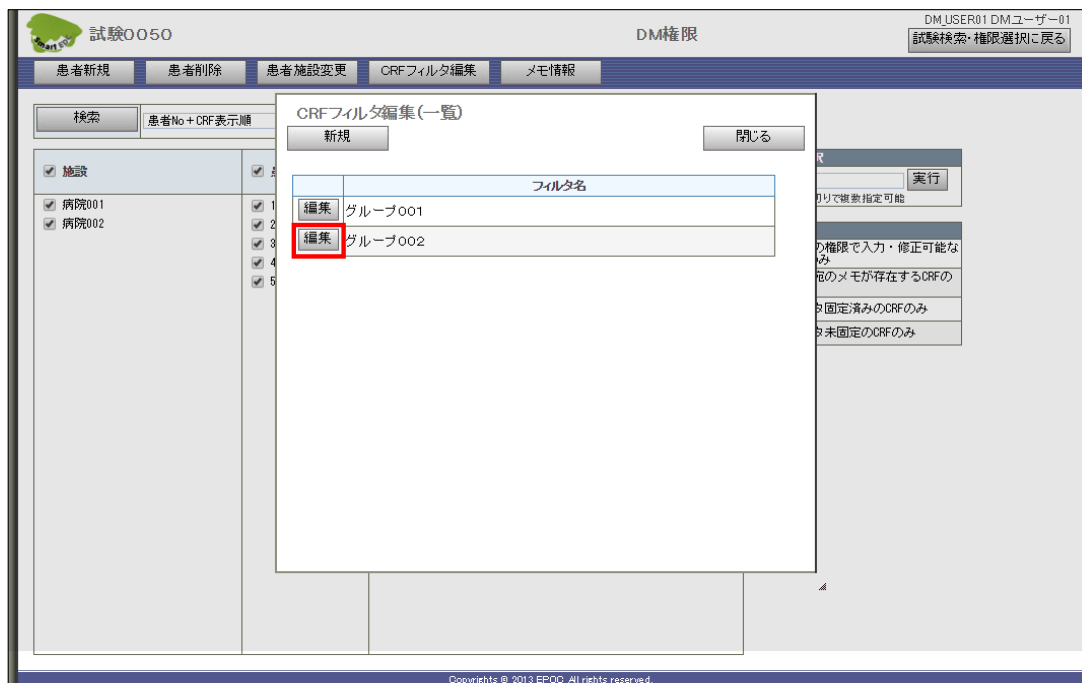 DM_USER01 DMユーザー01
Smart EDC 試験0050 DM権限 試験検索・権限選択に戻る
患者新規 患者削除 患者施設変更 CRFフィルタ編集 メモ情報
検索 患者No+CRF表示順
CRFフィルタ編集(一覧)
新規 閉じる
フィルタ名
編集 グループ001
編集 グループ002
施設
病院001
病院002
1
2
3
4
5
択
実行
切りで複数指定可能
の権限で入力・修正可能な
み
宛のメモが存在するCRFの
タ固定済みのCRFのみ
タ未固定のCRFのみ
Copyrights © 2013 EPOC All rights reserved.